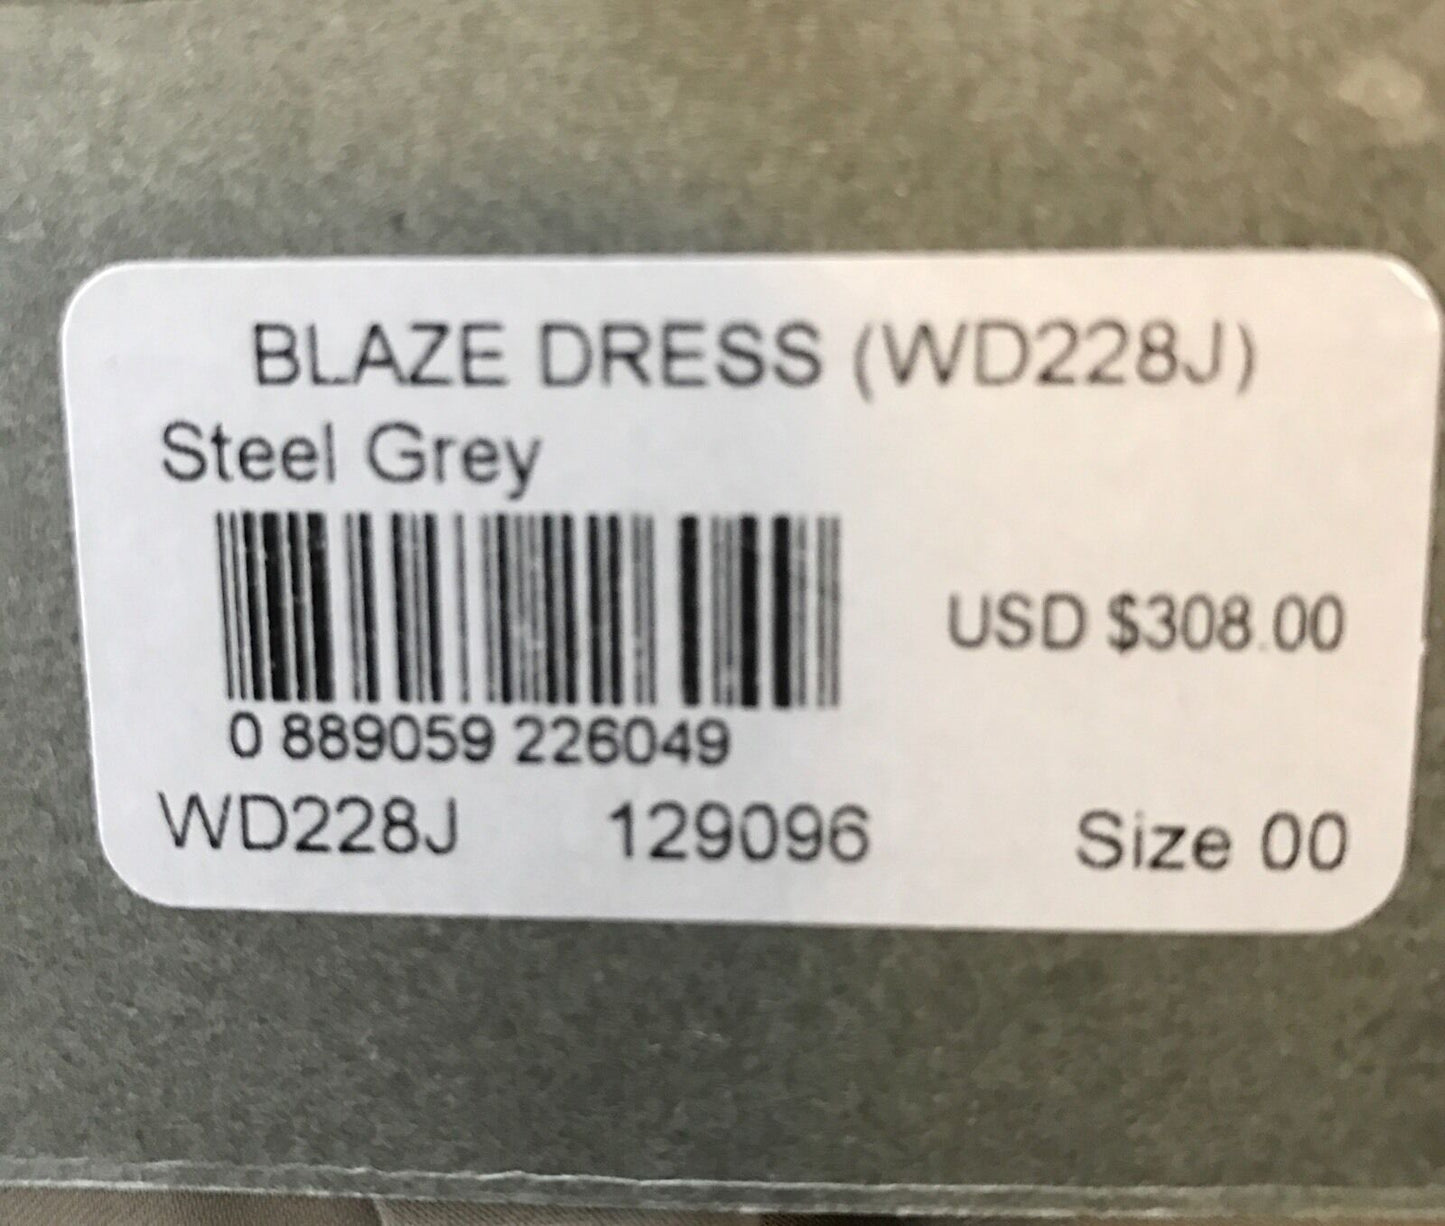 BLAZE DRESS (WD228J)
Steel Grey
USD $308.00
0 889059 226049
WD228J 129096 Size 00